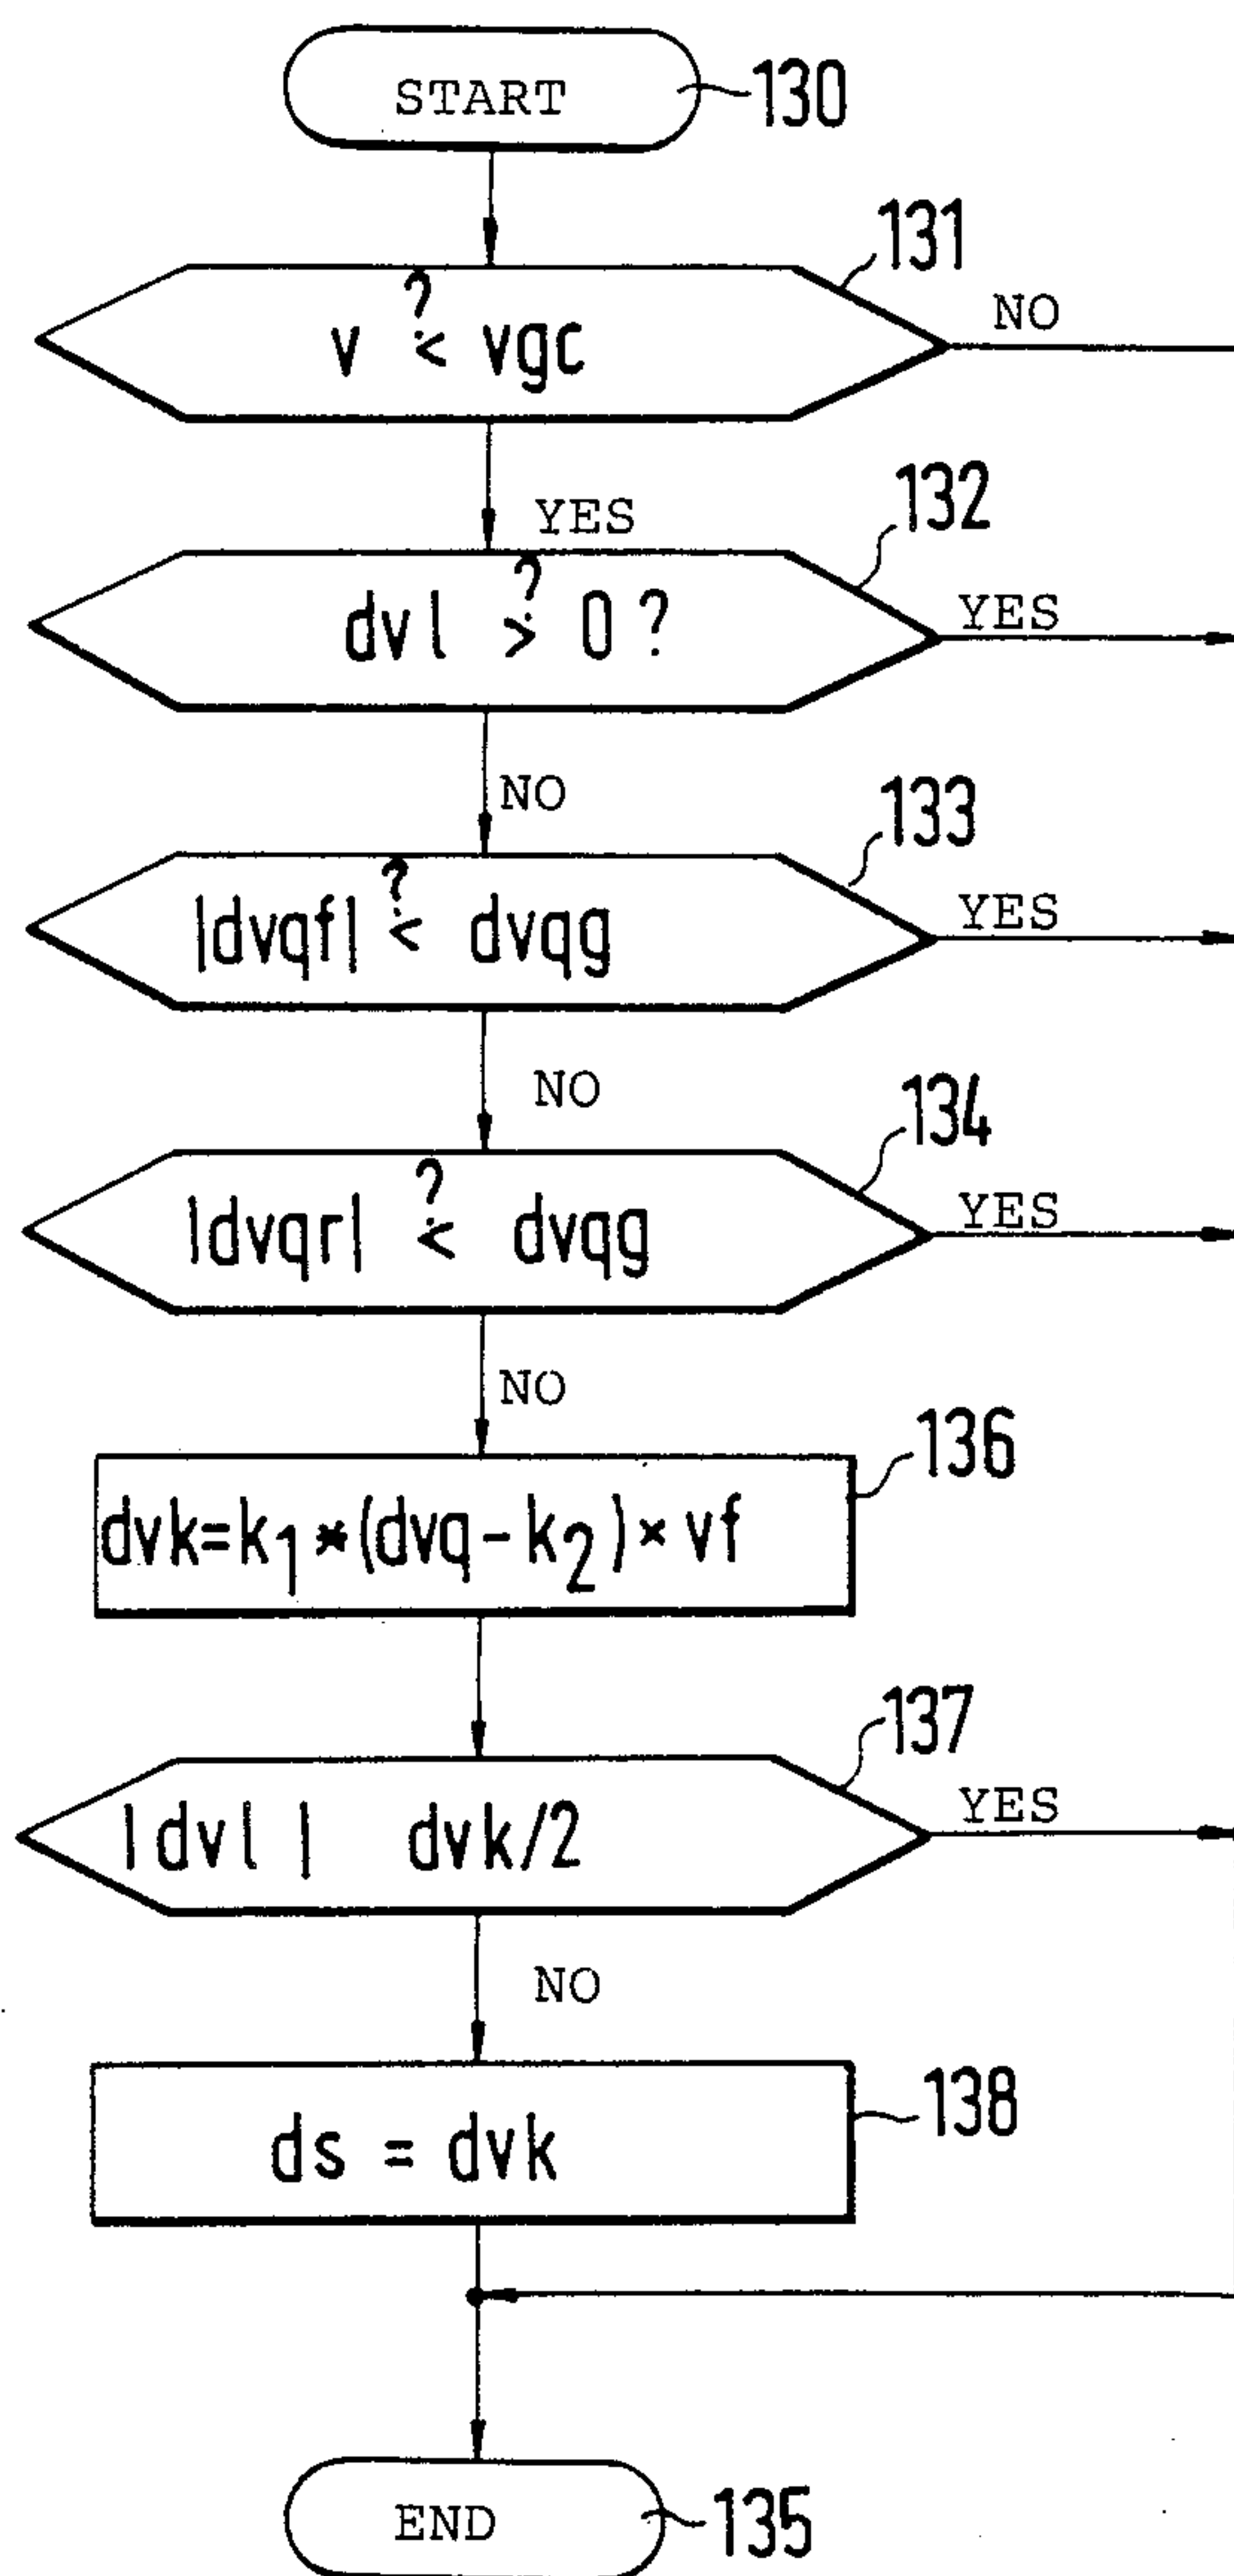 START
130
131
?
v < vgc
NO
YES
132
?
dvl > 0 ?
YES
NO
133
?
|dvqf| < dvqg
YES
NO
134
?
|dvqr| < dvqg
YES
NO
136
dvk=k1*(dvq-k2)×vf
137
|dvl| dvk/2
YES
NO
138
ds = dvk
END
135